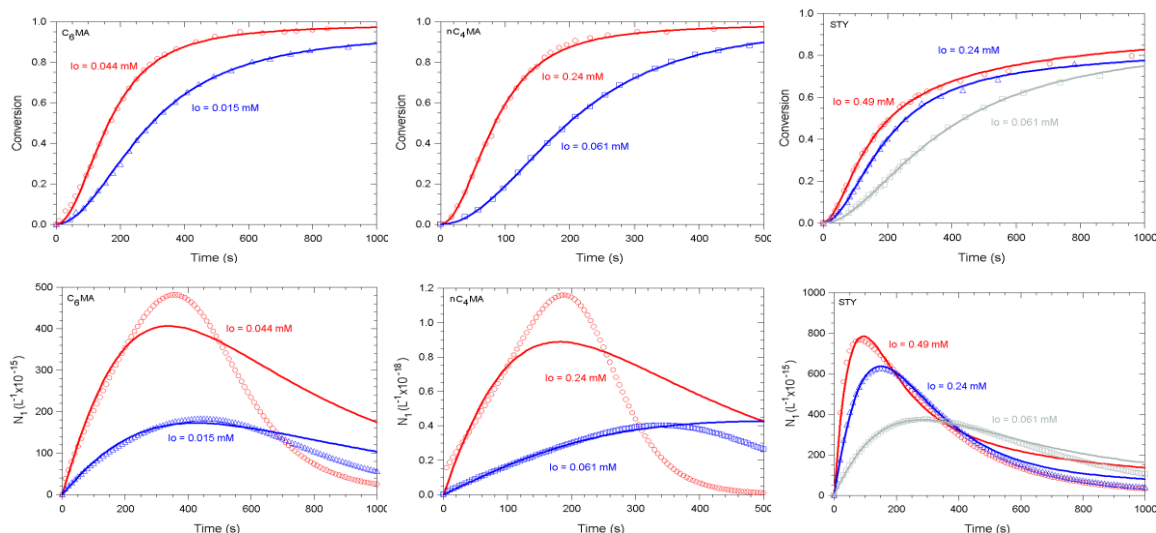 C₆MA
Io = 0.044 mM
Io = 0.015 mM
Conversion
1.0
0.8
0.6
0.4
0.2
0.0
0 200 400 600 800 1000
Time (s)
nC₄MA
Io = 0.24 mM
Io = 0.061 mM
Conversion
1.0
0.8
0.6
0.4
0.2
0.0
0 100 200 300 400 500
Time (s)
STY
Io = 0.24 mM
Io = 0.49 mM
Io = 0.061 mM
Conversion
1.0
0.8
0.6
0.4
0.2
0.0
0 200 400 600 800 1000
Time (s)
C₆MA
Io = 0.044 mM
Io = 0.015 mM
N₁ (L⁻¹x10⁻¹⁵)
500
400
300
200
100
0
0 200 400 600 800 1000
Time (s)
nC₄MA
Io = 0.24 mM
Io = 0.061 mM
N₁ (L⁻¹x10⁻¹⁸)
1.2
1.0
0.8
0.6
0.4
0.2
0.0
0 100 200 300 400 500
Time (s)
STY
Io = 0.49 mM
Io = 0.24 mM
Io = 0.061 mM
N₁ (L⁻¹x10⁻¹⁵)
1000
800
600
400
200
0
0 200 400 600 800 1000
Time (s)